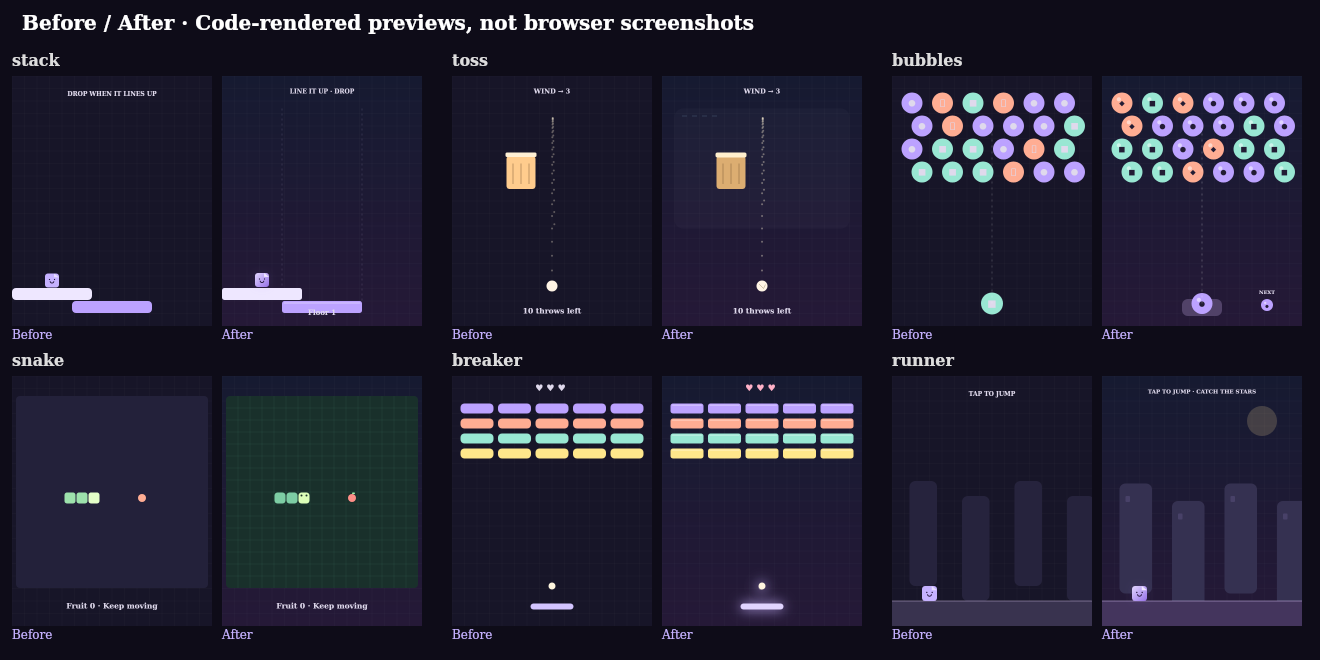 Before / After · Code-rendered previews, not browser screenshots
stack
DROP WHEN IT LINES UP
LINE IT UP · DROP
Floor 1
Before
After
toss
WIND → 3
WIND → 3
10 throws left
10 throws left
Before
After
bubbles
NEXT
Before
After
snake
Fruit 0 · Keep moving
Fruit 0 · Keep moving
Before
After
breaker
Before
After
runner
TAP TO JUMP
TAP TO JUMP · CATCH THE STARS
Before
After